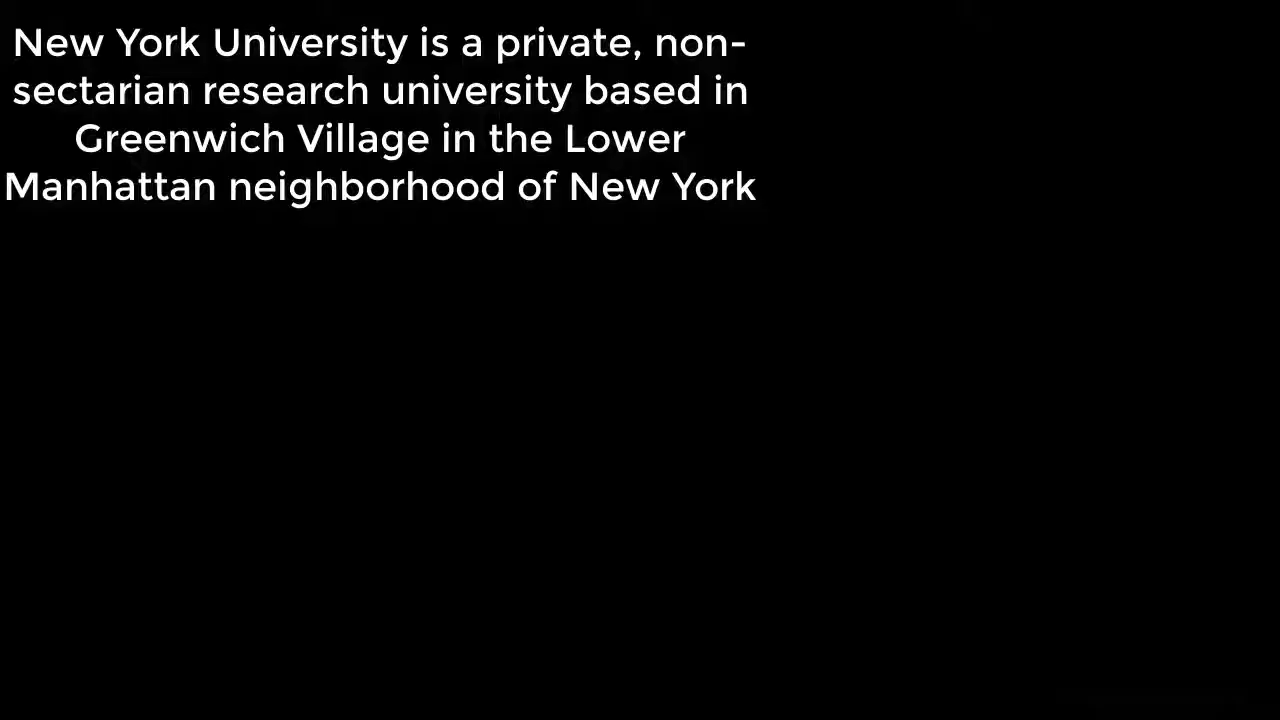 New York University is a private, non-
sectarian research university based in
Greenwich Village in the Lower
Manhattan neighborhood of New York